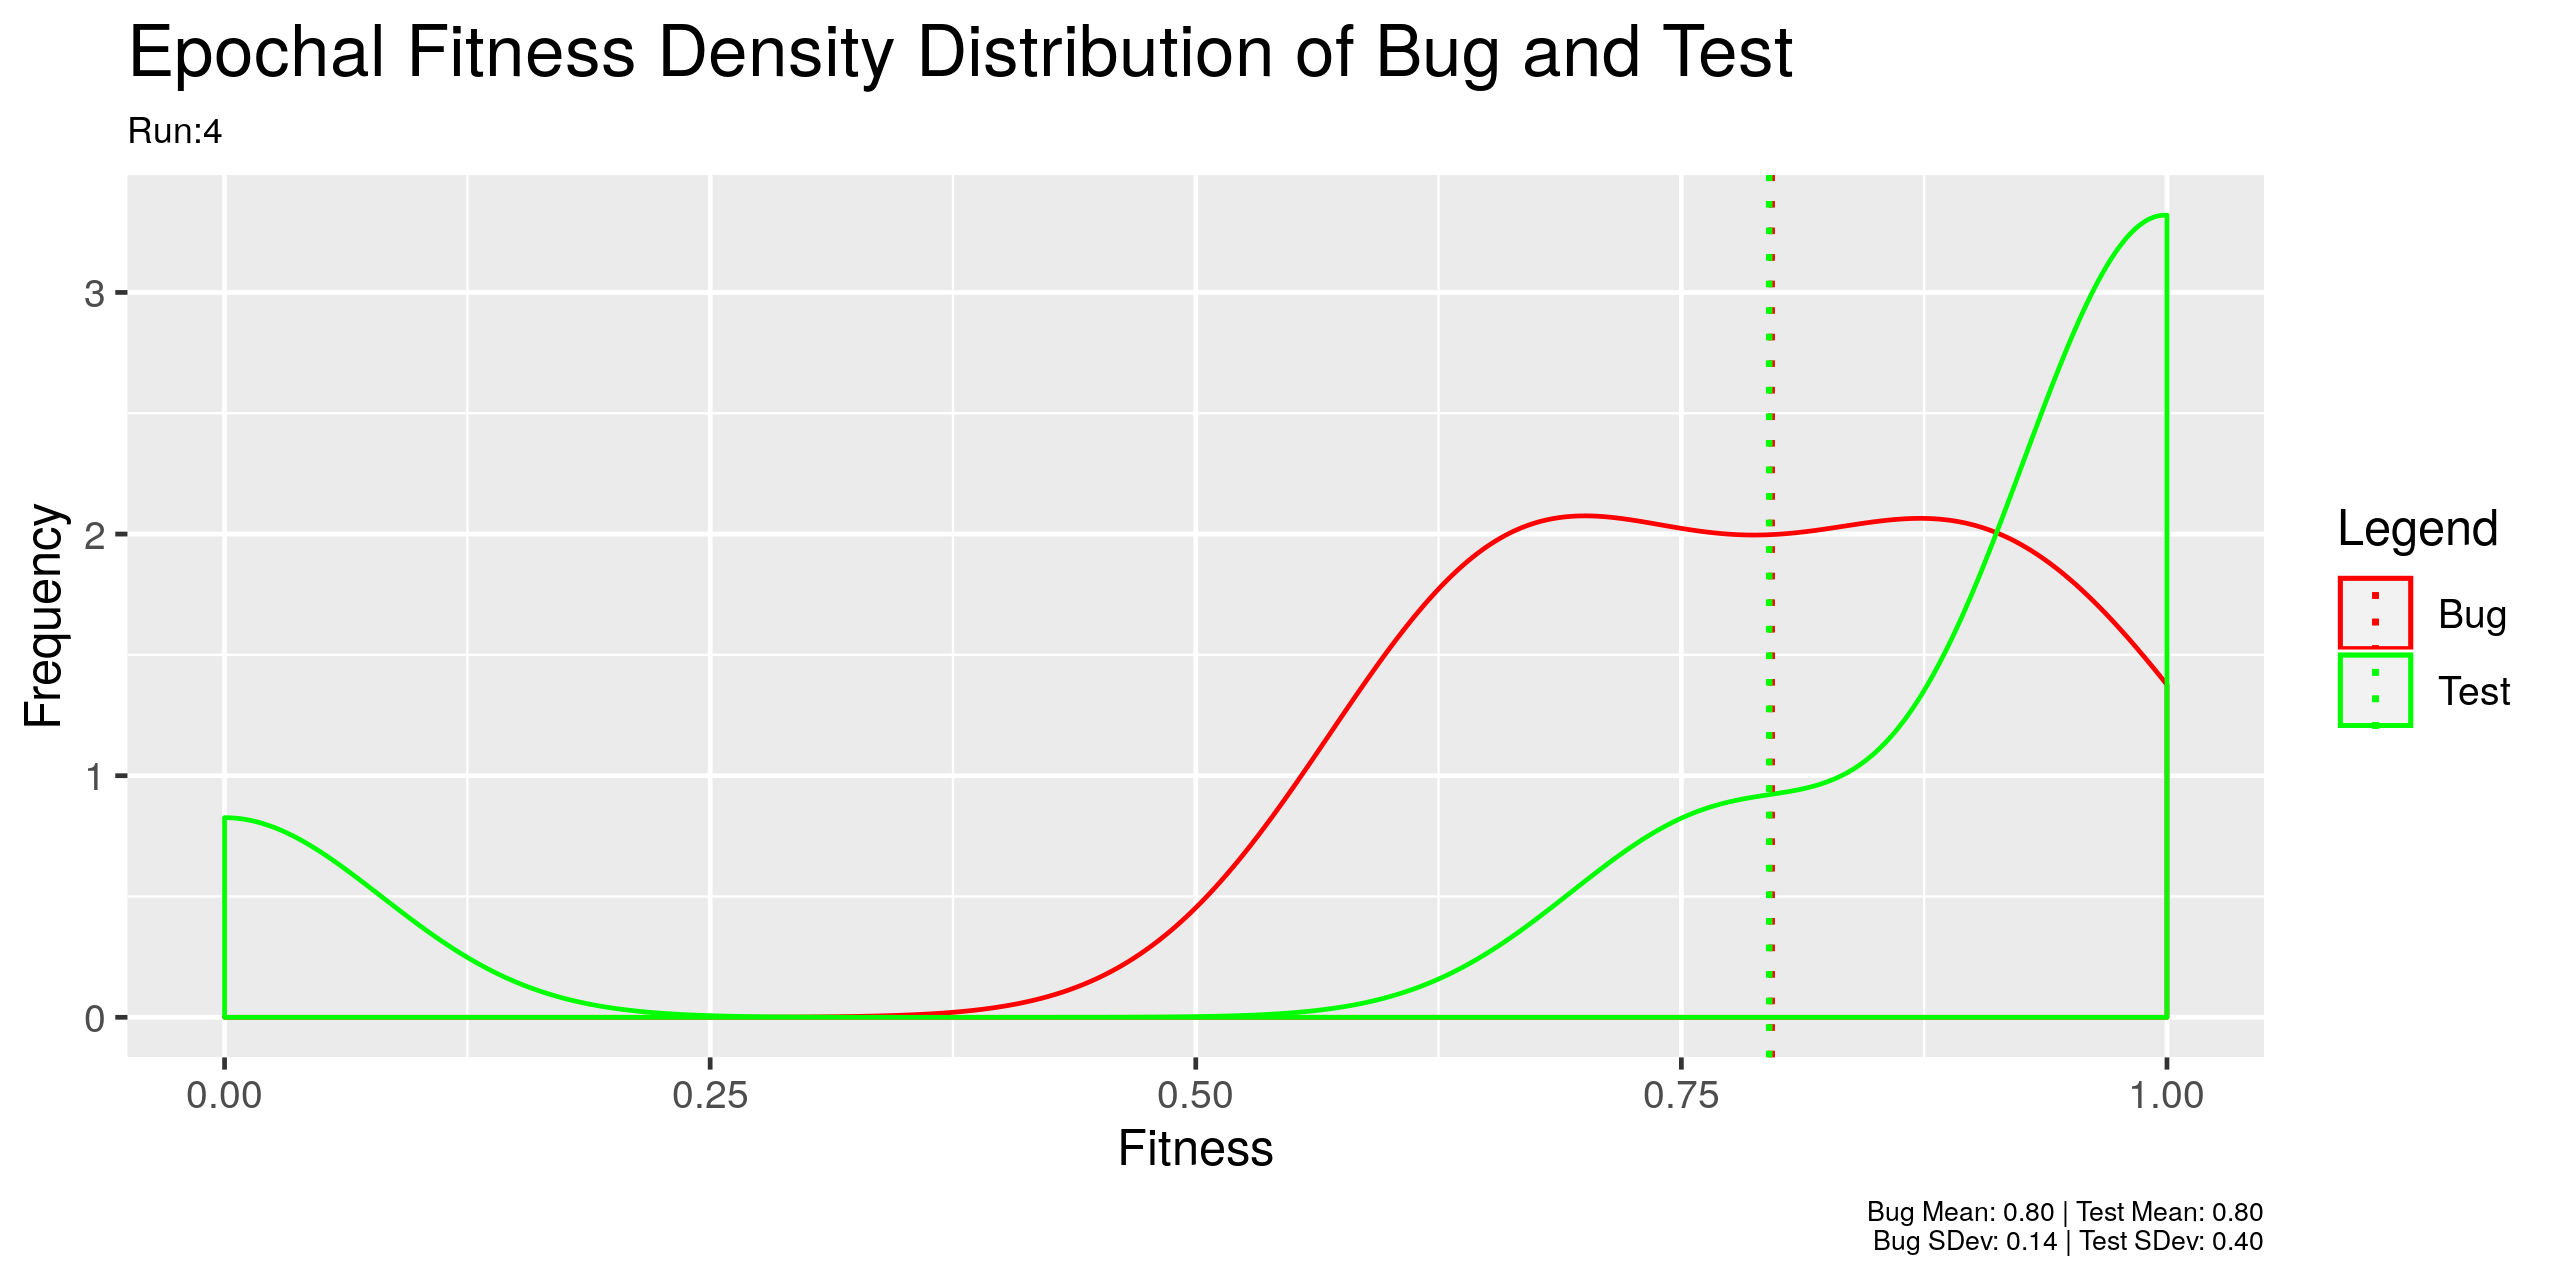 Epochal Fitness Density Distribution of Bug and Test
Run:4
Frequency
3
2
1
0
0.00 0.25 0.50 0.75 1.00
Fitness
Legend
Bug
Test
Bug Mean: 0.80 | Test Mean: 0.80
Bug SDev: 0.14 | Test SDev: 0.40